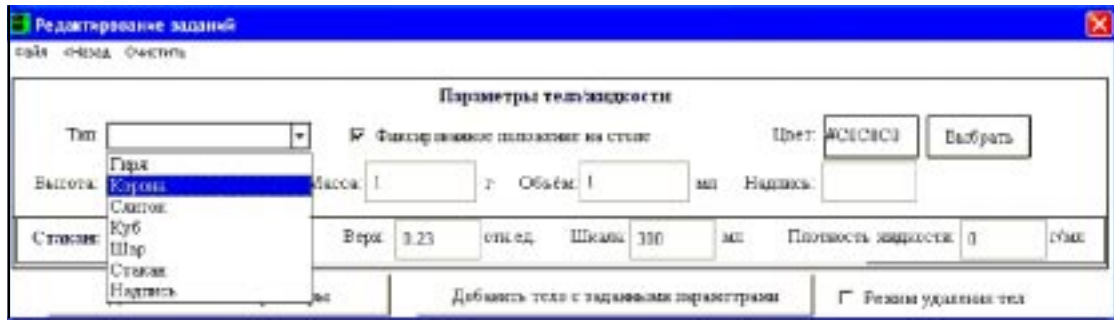 Редактирование заданий
Файл <Назад Очистить
Параметры тела/жидкости
Тип: Фиксированное положение на столе Цвет: #C0C0C0 Выбрать
Гиря
Высота: Корона Масса: 1 г Объём: 1 мл Надпись:
Слиток
Куб
Стакан: Верх: 0.23 отн.ед. Шкала: 300 мл Плотность жидкости: 0 г/мл
Шар
Стакан
Надпись
Добавить тело с заданными параметрами Режим удаления тел